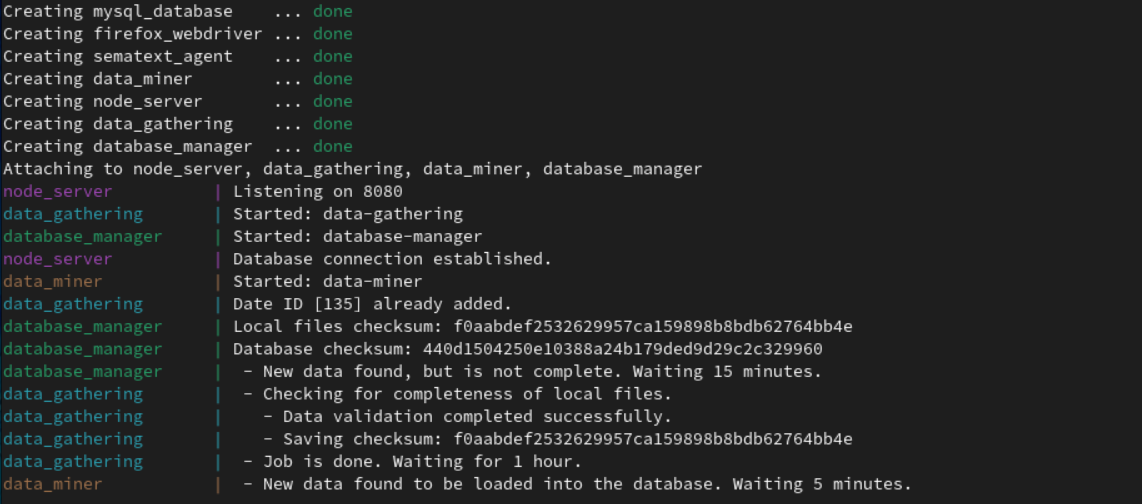 Creating mysql_database    ... done
Creating firefox_webdriver ... done
Creating sematext_agent    ... done
Creating data_miner        ... done
Creating node_server       ... done
Creating data_gathering    ... done
Creating database_manager  ... done
Attaching to node_server, data_gathering, data_miner, database_manager
node_server          | Listening on 8080
data_gathering       | Started: data-gathering
database_manager     | Started: database-manager
node_server          | Database connection established.
data_miner           | Started: data-miner
data_gathering       | Date ID [135] already added.
database_manager     | Local files checksum: f0aabdef2532629957ca159898b8bdb62764bb4e
database_manager     | Database checksum: 440d1504250e10388a24b179ded9d29c2c329960
database_manager     |  - New data found, but is not complete. Waiting 15 minutes.
data_gathering       |  - Checking for completeness of local files.
data_gathering       |    - Data validation completed successfully.
data_gathering       |    - Saving checksum: f0aabdef2532629957ca159898b8bdb62764bb4e
data_gathering       |  - Job is done. Waiting for 1 hour.
data_miner           |  - New data found to be loaded into the database. Waiting 5 minutes.